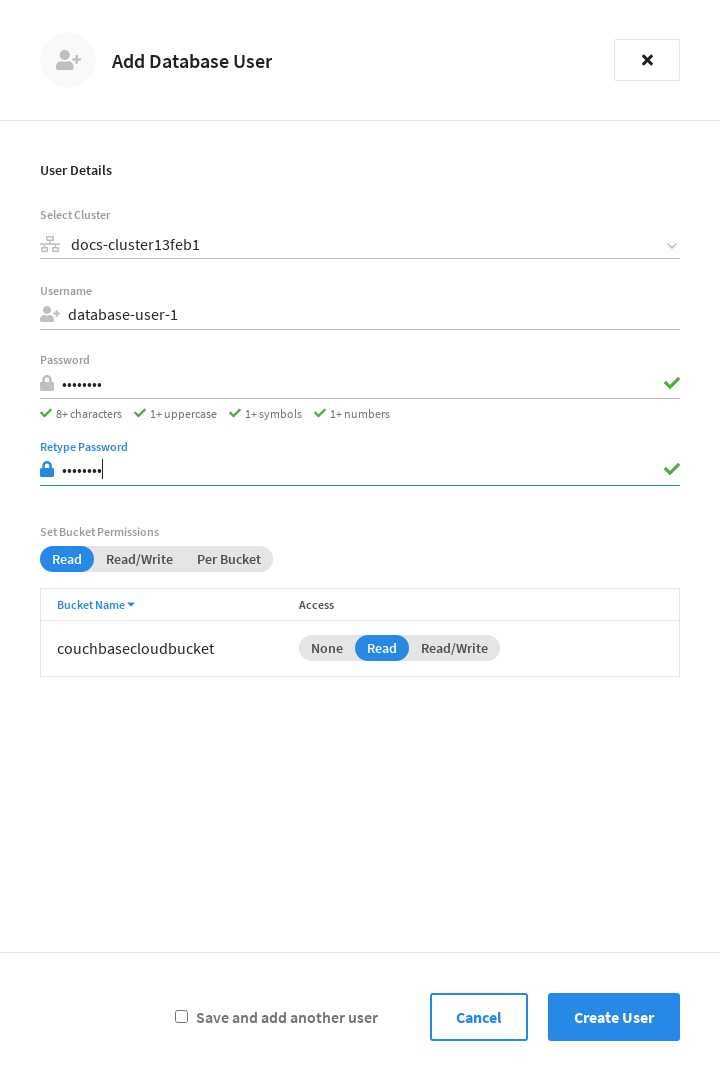 Add Database User
User Details
Select Cluster
docs-cluster13feb1
Username
database-user-1
Password
••••••••
8+ characters 1+ uppercase 1+ symbols 1+ numbers
Retype Password
••••••••
Set Bucket Permissions
Read Read/Write Per Bucket
Bucket Name Access
couchbasecloudbucket None Read Read/Write
Save and add another user Cancel Create User